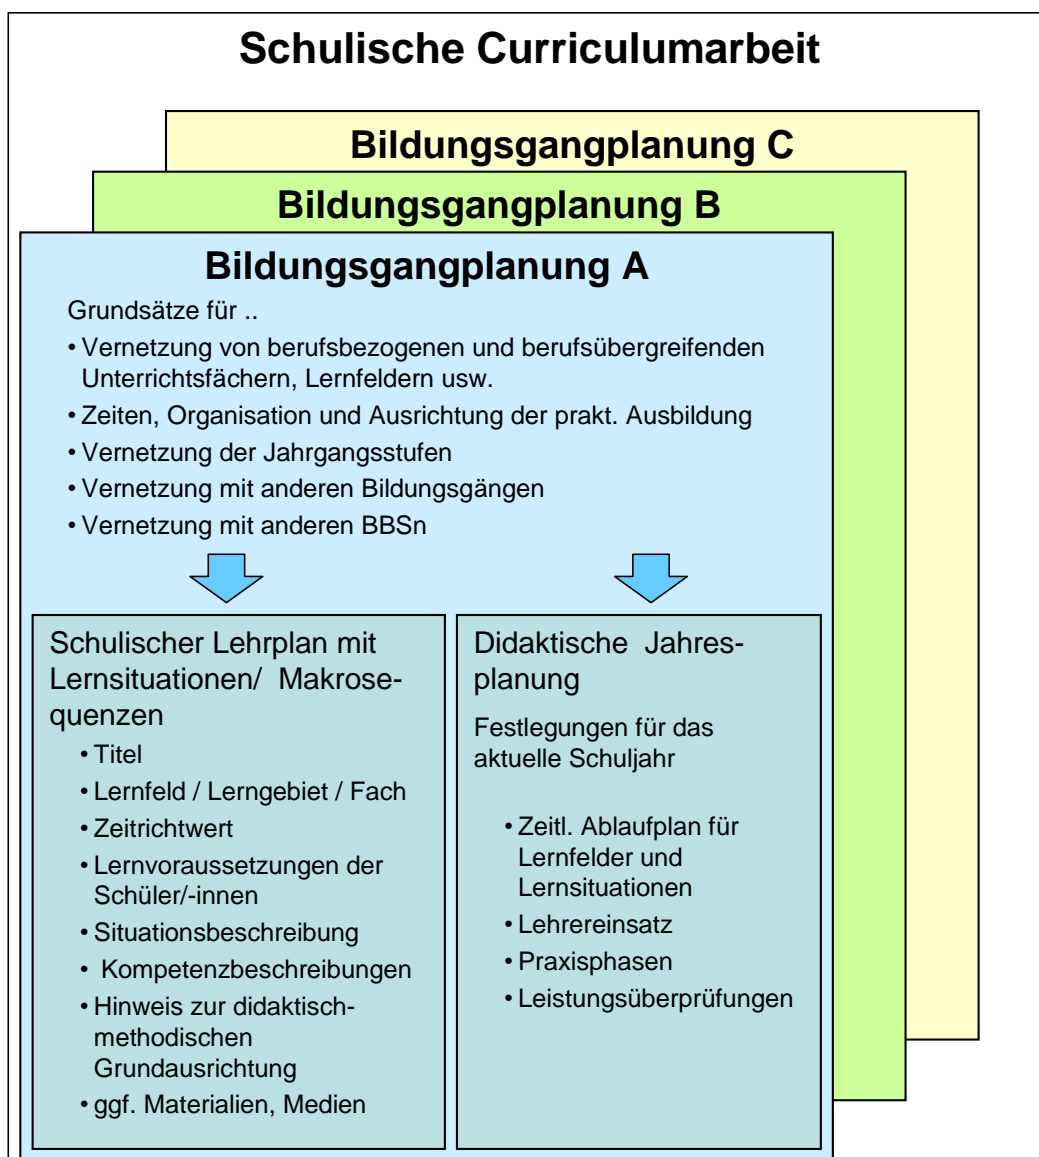 Schulische Curriculumarbeit
Bildungsgangplanung C
Bildungsgangplanung B
Bildungsgangplanung A
Grundsätze für ..
• Vernetzung von berufsbezogenen und berufsübergreifenden
Unterrichtsfächern, Lernfeldern usw.
• Zeiten, Organisation und Ausrichtung der prakt. Ausbildung
• Vernetzung der Jahrgangsstufen
• Vernetzung mit anderen Bildungsgängen
• Vernetzung mit anderen BBSn
Schulischer Lehrplan mit
Lernsituationen/ Makrose-
quenzen
• Titel
• Lernfeld / Lerngebiet / Fach
• Zeitrichtwert
• Lernvoraussetzungen der
Schüler/-innen
• Situationsbeschreibung
• Kompetenzbeschreibungen
• Hinweis zur didaktisch-
methodischen
Grundausrichtung
• ggf. Materialien, Medien
Didaktische Jahres-
planung
Festlegungen für das
aktuelle Schuljahr
• Zeitl. Ablaufplan für
Lernfelder und
Lernsituationen
• Lehrereinsatz
• Praxisphasen
• Leistungsüberprüfungen